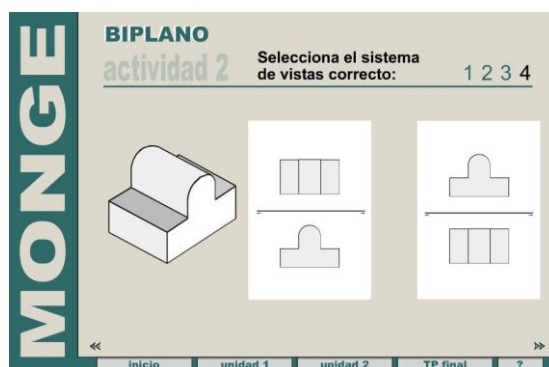 MONGE
BIPLANO
actividad 2
Selecciona el sistema
de vistas correcto:
1 2 3 4
«
»
inicio
unidad 1
unidad 2
TP final
?